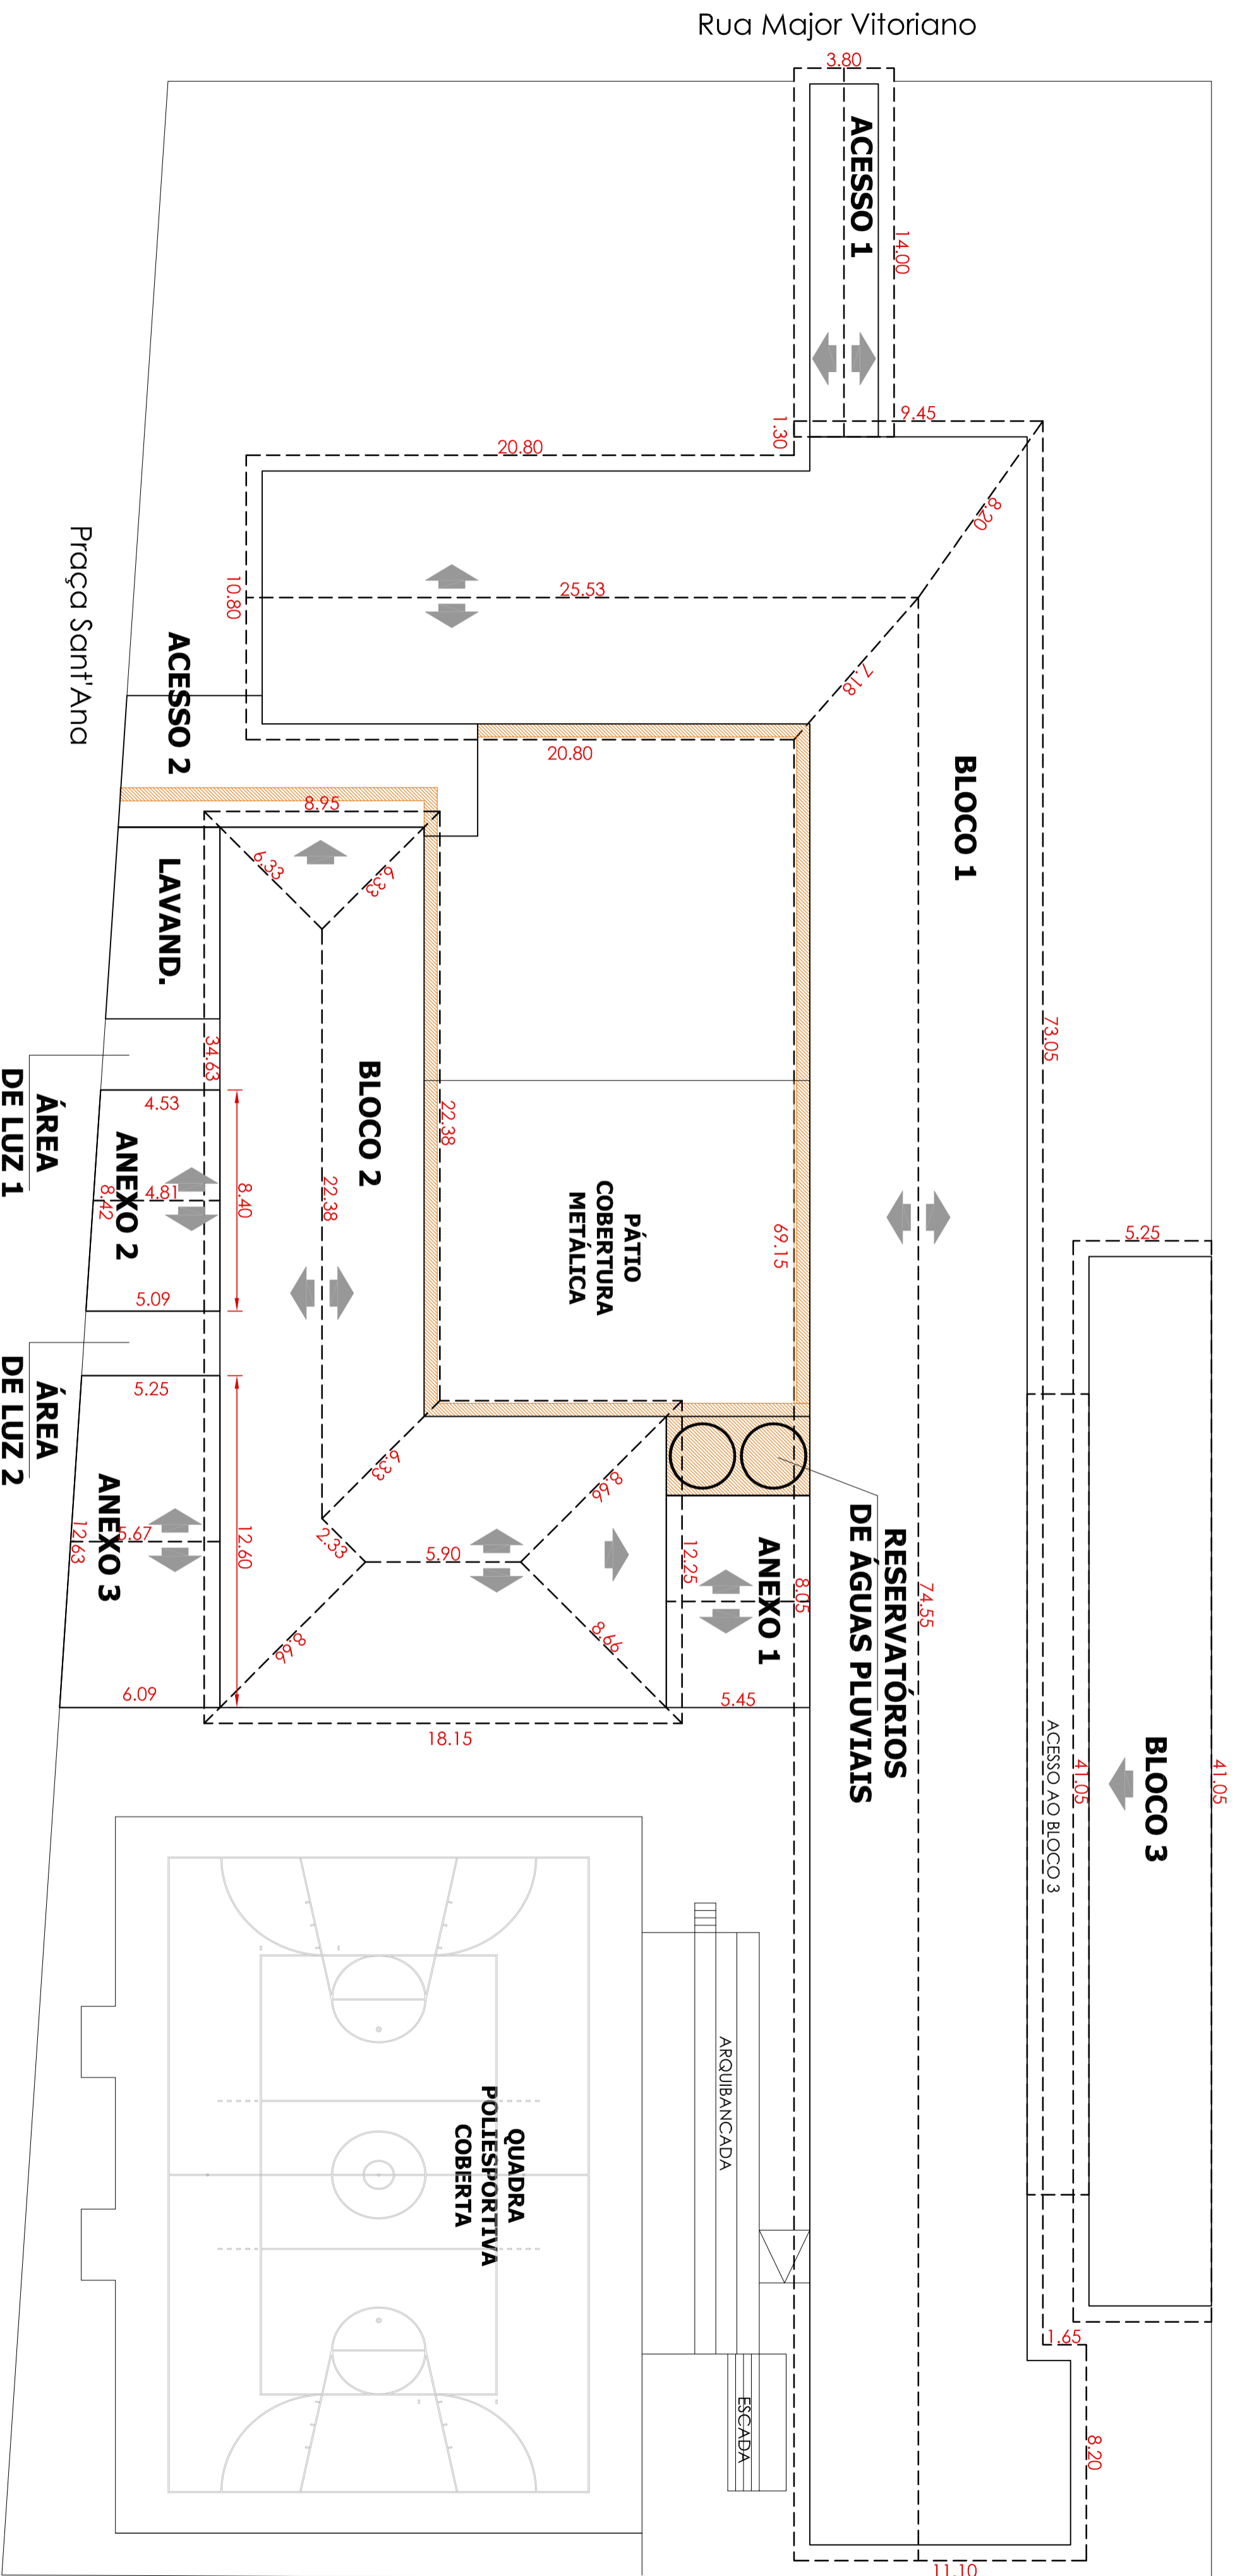 Rua Major Vitoriano
3.80
ACESSO 1
14.00
9.45
1.30
20.80
8.20
25.53
10.80
7.18
Praça Sant'Ana
ACESSO 2
20.80
BLOCO 1
8.95
6.33
6.33
LAVAND.
73.05
34.63
BLOCO 2
22.38
ÁREA
DE LUZ 1
4.53
ANEXO 2
4.81
8.42
8.40
22.38
5.09
PÁTIO
COBERTURA
METÁLICA
69.15
5.25
ÁREA
DE LUZ 2
5.25
ANEXO 3
5.67
12.63
12.60
6.09
6.33
2.33
5.90
8.66
8.66
8.66
12.25
ANEXO 1
8.05
5.45
18.15
RESERVATÓRIOS
DE ÁGUAS PLUVIAIS
74.55
ACESSO AO BLOCO 3
41.05
BLOCO 3
41.05
ARQUIBANCADA
QUADRA
POLIESPORTIVA
COBERTA
ESCADA
1.65
8.20
11.10